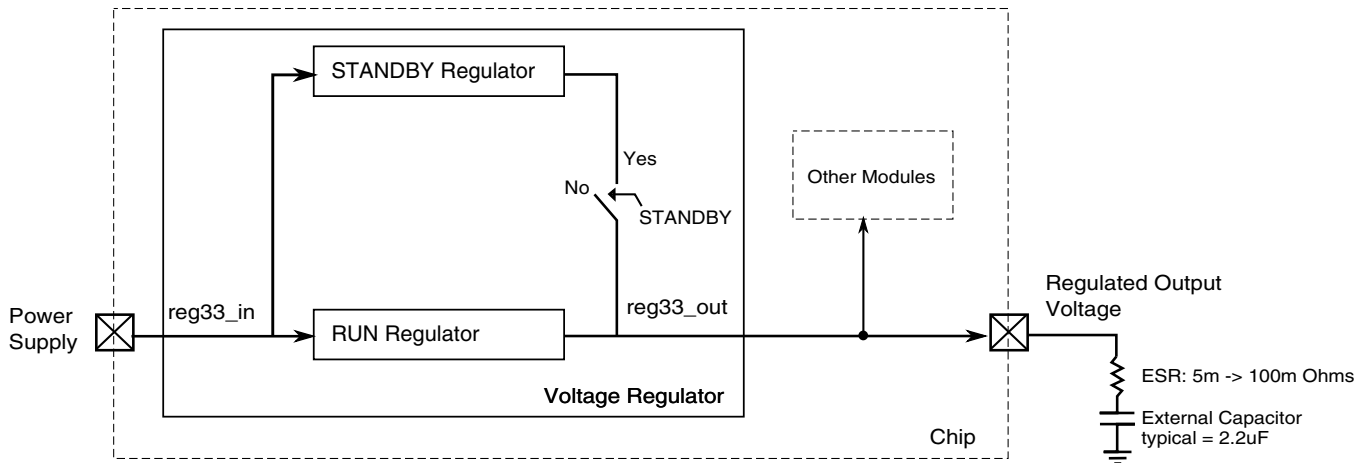 STANDBY Regulator
Yes
No
STANDBY
Other Modules
Power
Supply
reg33_in
RUN Regulator
reg33_out
Regulated Output
Voltage
Voltage Regulator
ESR: 5m -> 100m Ohms
External Capacitor
typical = 2.2uF
Chip